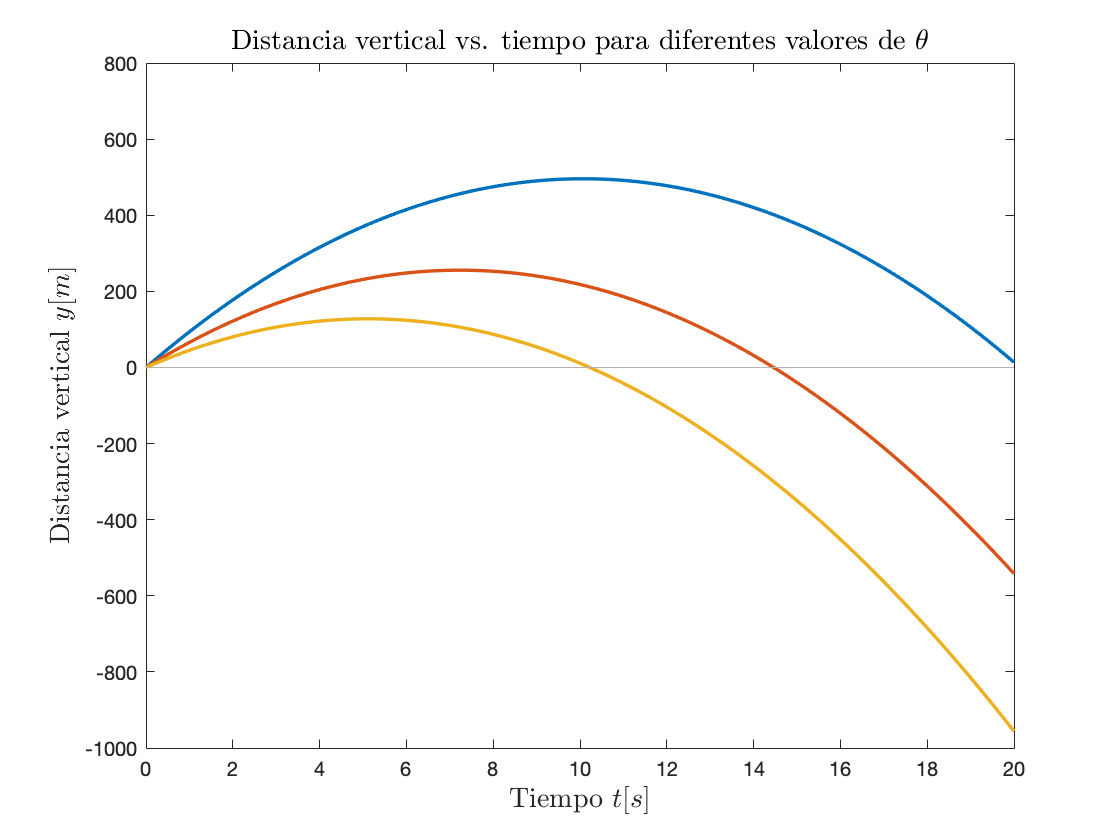 Distancia vertical vs. tiempo para diferentes valores de θ
800
600
400
200
0
-200
-400
-600
-800
-1000
Distancia vertical y[m]
0 2 4 6 8 10 12 14 16 18 20
Tiempo t[s]